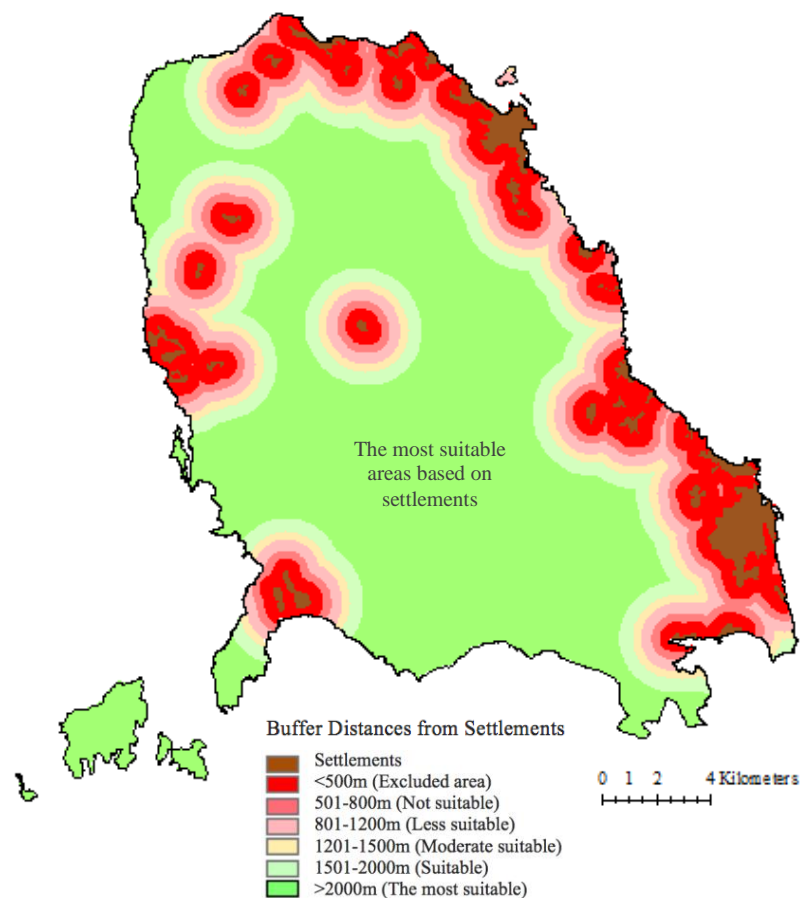 The most suitable
areas based on
settlements
Buffer Distances from Settlements
Settlements
<500m (Excluded area)
501-800m (Not suitable)
801-1200m (Less suitable)
1201-1500m (Moderate suitable)
1501-2000m (Suitable)
>2000m (The most suitable)
0 1 2 4 Kilometers